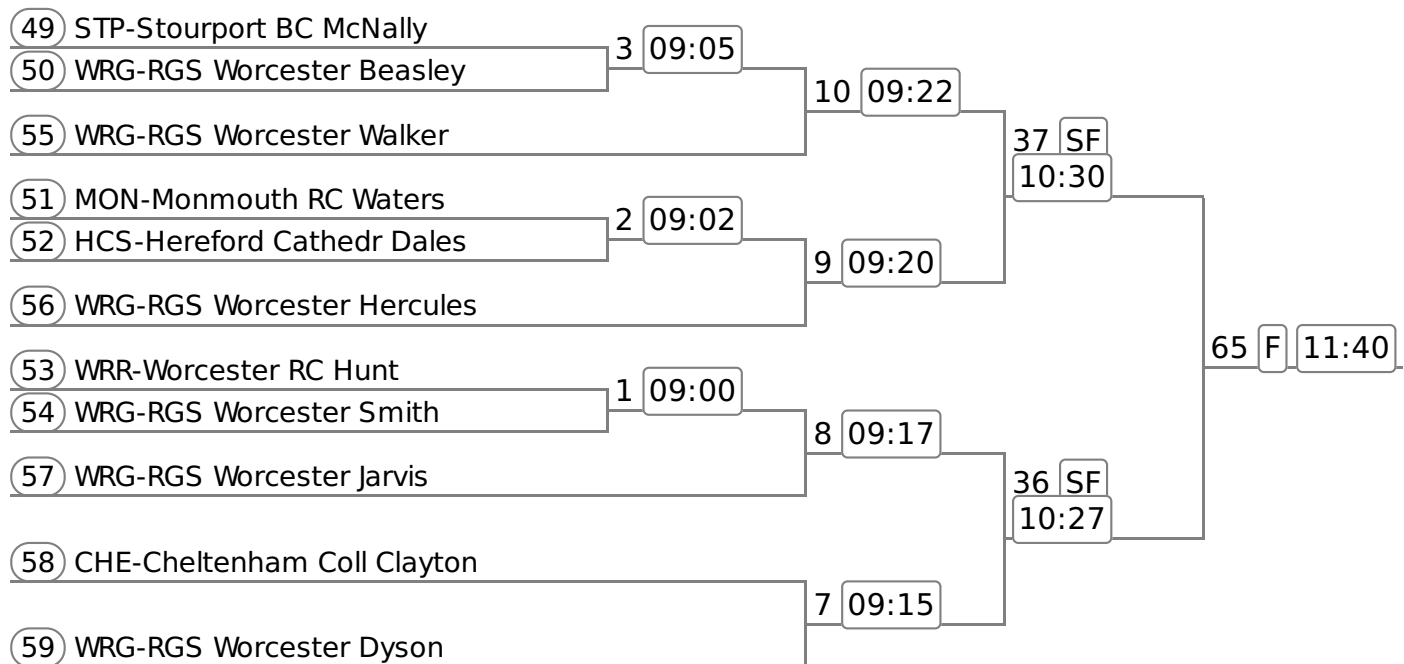 49 STP-Stourport BC McNally
3 09:05
50 WRG-RGS Worcester Beasley
10 09:22
55 WRG-RGS Worcester Walker
37 SF
10:30
51 MON-Monmouth RC Waters
2 09:02
52 HCS-Hereford Cathedr Dales
9 09:20
56 WRG-RGS Worcester Hercules
65 F 11:40
53 WRR-Worcester RC Hunt
1 09:00
54 WRG-RGS Worcester Smith
8 09:17
57 WRG-RGS Worcester Jarvis
36 SF
10:27
58 CHE-Cheltenham Coll Clayton
7 09:15
59 WRG-RGS Worcester Dyson